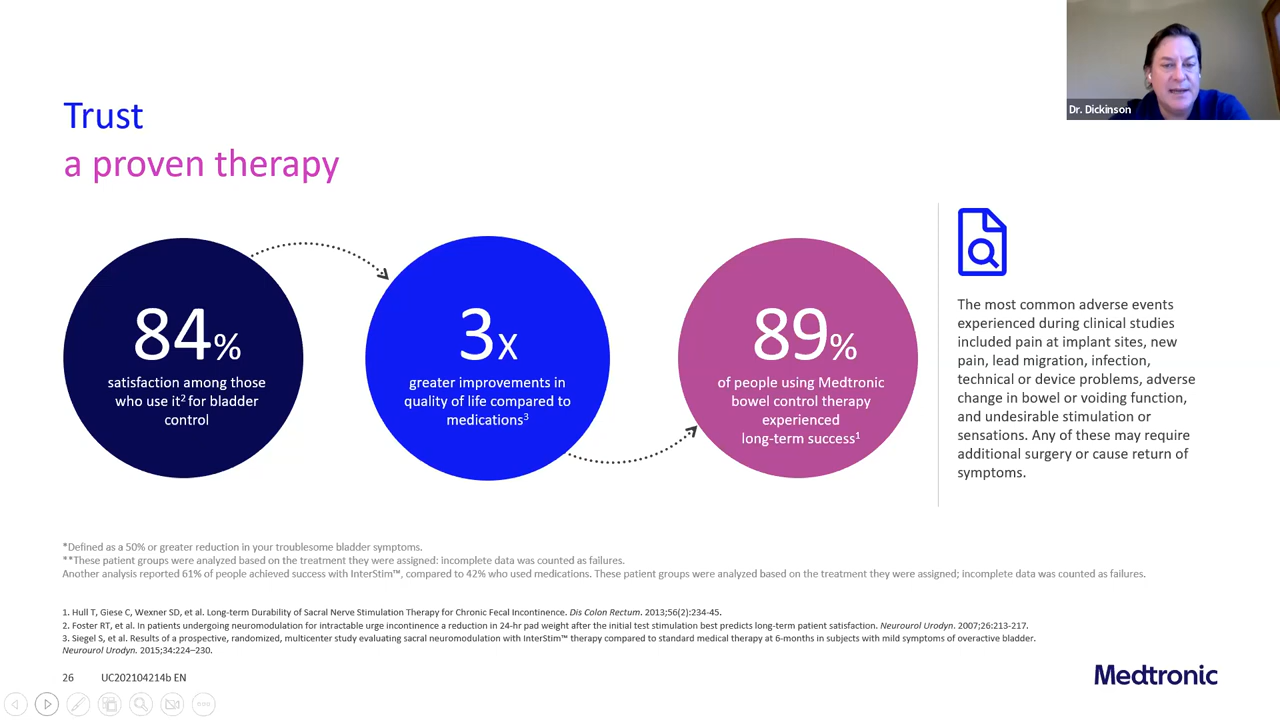 Dr. Dickinson
Trust
a proven therapy
84%
satisfaction among those
who use it2 for bladder
control
3X
greater improvements in
quality of life compared to
medications3
89%
of people using Medtronic
bowel control therapy
experienced
long-term success1
The most common adverse events
experienced during clinical studies
included pain at implant sites, new
pain, lead migration, infection,
technical or device problems, adverse
change in bowel or voiding function,
and undesirable stimulation or
sensations. Any of these may require
additional surgery or cause return of
symptoms.
*Defined as a 50% or greater reduction in your troublesome bladder symptoms.
**These patient groups were analyzed based on the treatment they were assigned: incomplete data was counted as failures.
Another analysis reported 61% of people achieved success with InterStim™, compared to 42% who used medications. These patient groups were analyzed based on the treatment they were assigned; incomplete data was counted as failures.
1. Hull T, Giese C, Wexner SD, et al. Long-term Durability of Sacral Nerve Stimulation Therapy for Chronic Fecal Incontinence. Dis Colon Rectum. 2013;56(2):234-45.
2. Foster RT, et al. In patients undergoing neuromodulation for intractable urge incontinence a reduction in 24-hr pad weight after the initial test stimulation best predicts long-term patient satisfaction. Neurourol Urodyn. 2007;26:213-217.
3. Siegel S, et al. Results of a prospective, randomized, multicenter study evaluating sacral neuromodulation with InterStim™ therapy compared to standard medical therapy at 6-months in subjects with mild symptoms of overactive bladder.
Neurourol Urodyn. 2015;34:224–230.
26 UC202104214b EN
Medtronic